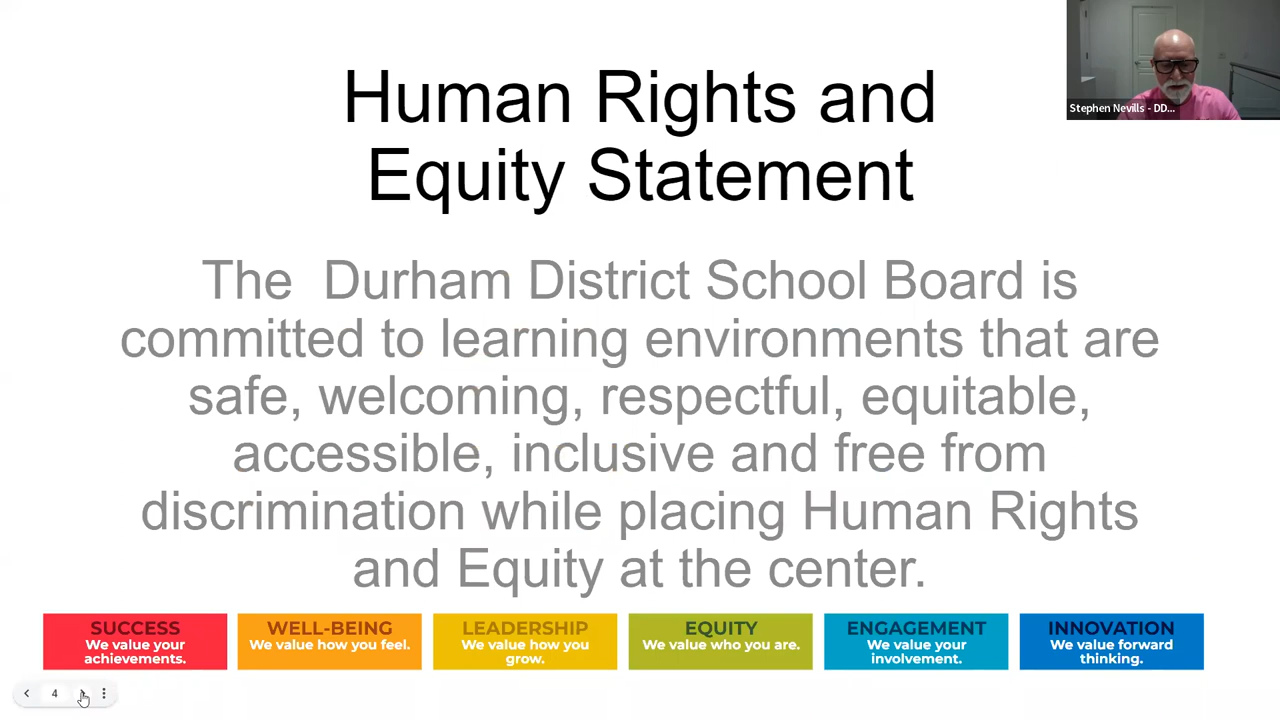 Human Rights and
Equity Statement
Stephen Nevills - DD...
The Durham District School Board is
committed to learning environments that are
safe, welcoming, respectful, equitable,
accessible, inclusive and free from
discrimination while placing Human Rights
and Equity at the center.
SUCCESS
We value your
achievements.
WELL-BEING
We value how you feel.
LEADERSHIP
We value how you
grow.
EQUITY
We value who you are.
ENGAGEMENT
We value your
involvement.
INNOVATION
We value forward
thinking.
4